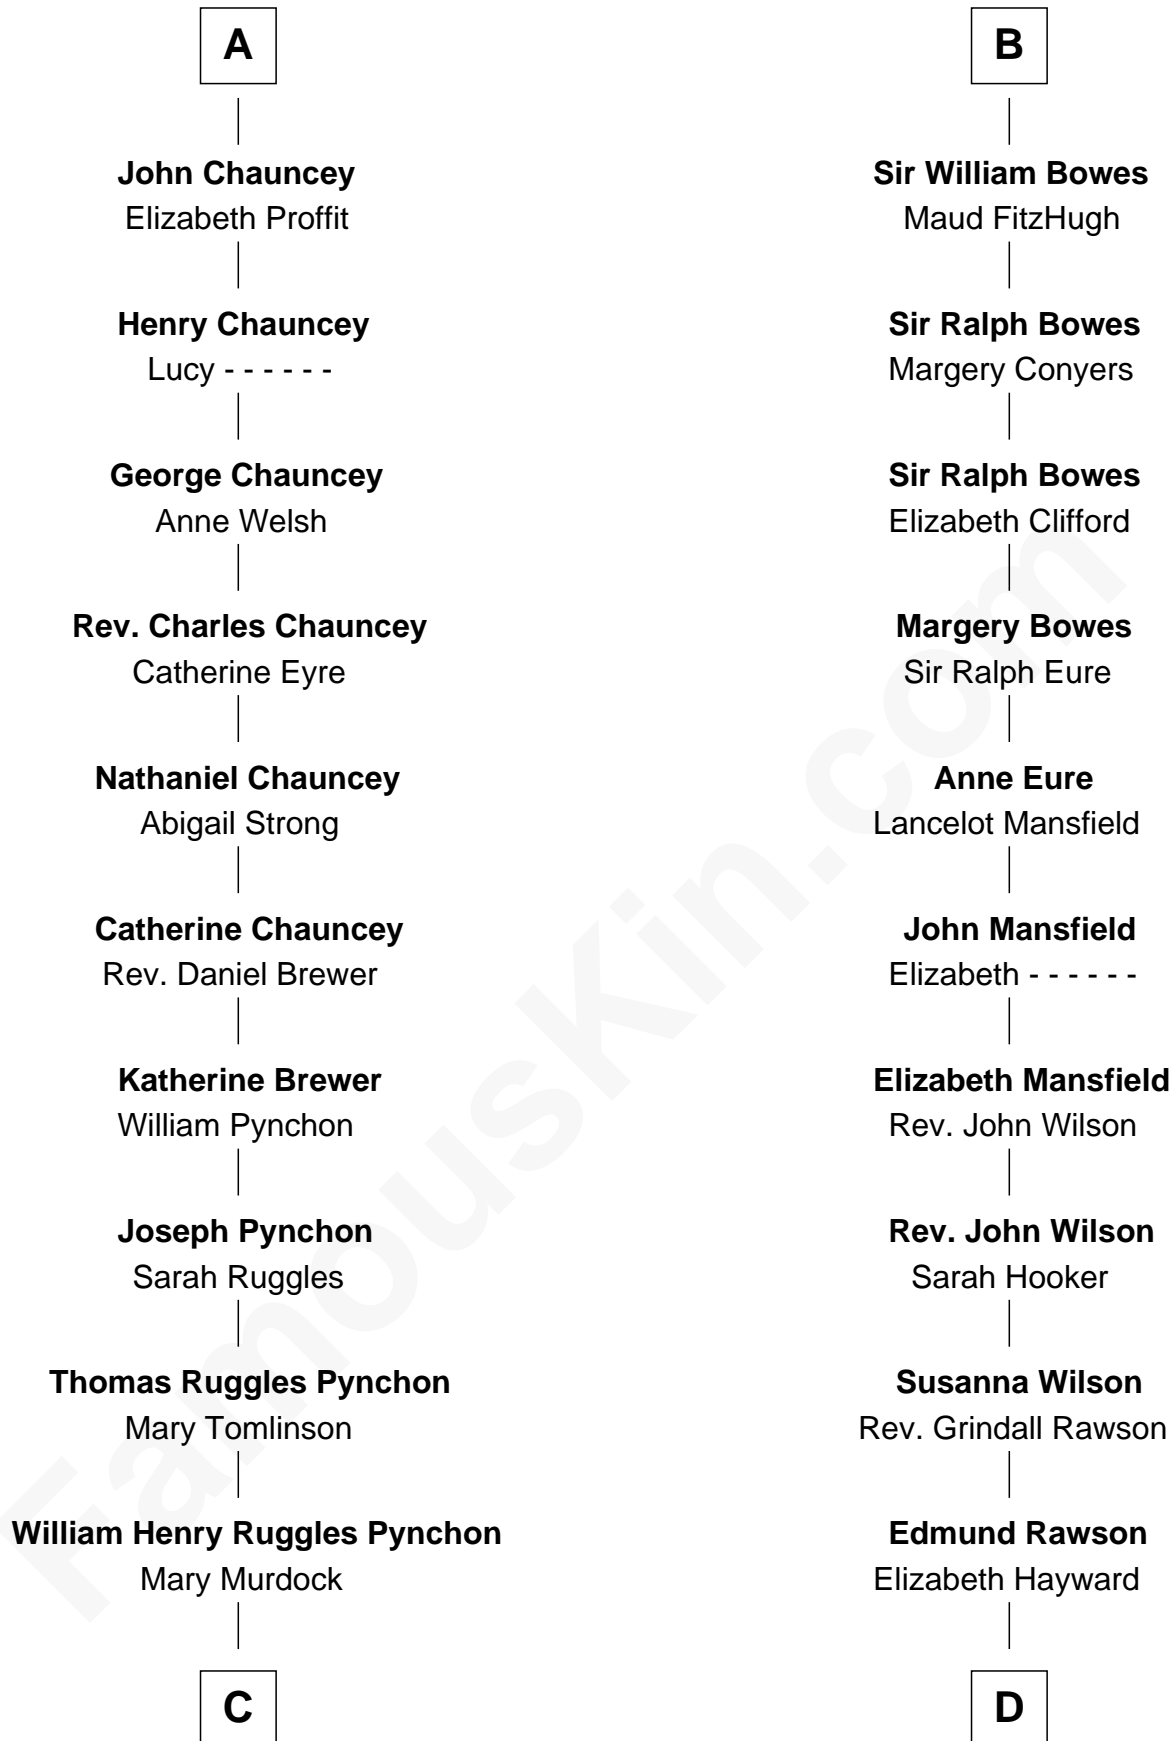 A
John Chauncey
Elizabeth Proffit
Henry Chauncey
Lucy - - - - - -
George Chauncey
Anne Welsh
Rev. Charles Chauncey
Catherine Eyre
Nathaniel Chauncey
Abigail Strong
Catherine Chauncey
Rev. Daniel Brewer
Katherine Brewer
William Pynchon
Joseph Pynchon
Sarah Ruggles
Thomas Ruggles Pynchon
Mary Tomlinson
William Henry Ruggles Pynchon
Mary Murdock
C
B
Sir William Bowes
Maud FitzHugh
Sir Ralph Bowes
Margery Conyers
Sir Ralph Bowes
Elizabeth Clifford
Margery Bowes
Sir Ralph Eure
Anne Eure
Lancelot Mansfield
John Mansfield
Elizabeth - - - - - -
Elizabeth Mansfield
Rev. John Wilson
Rev. John Wilson
Sarah Hooker
Susanna Wilson
Rev. Grindall Rawson
Edmund Rawson
Elizabeth Hayward
D
FamousKin.com